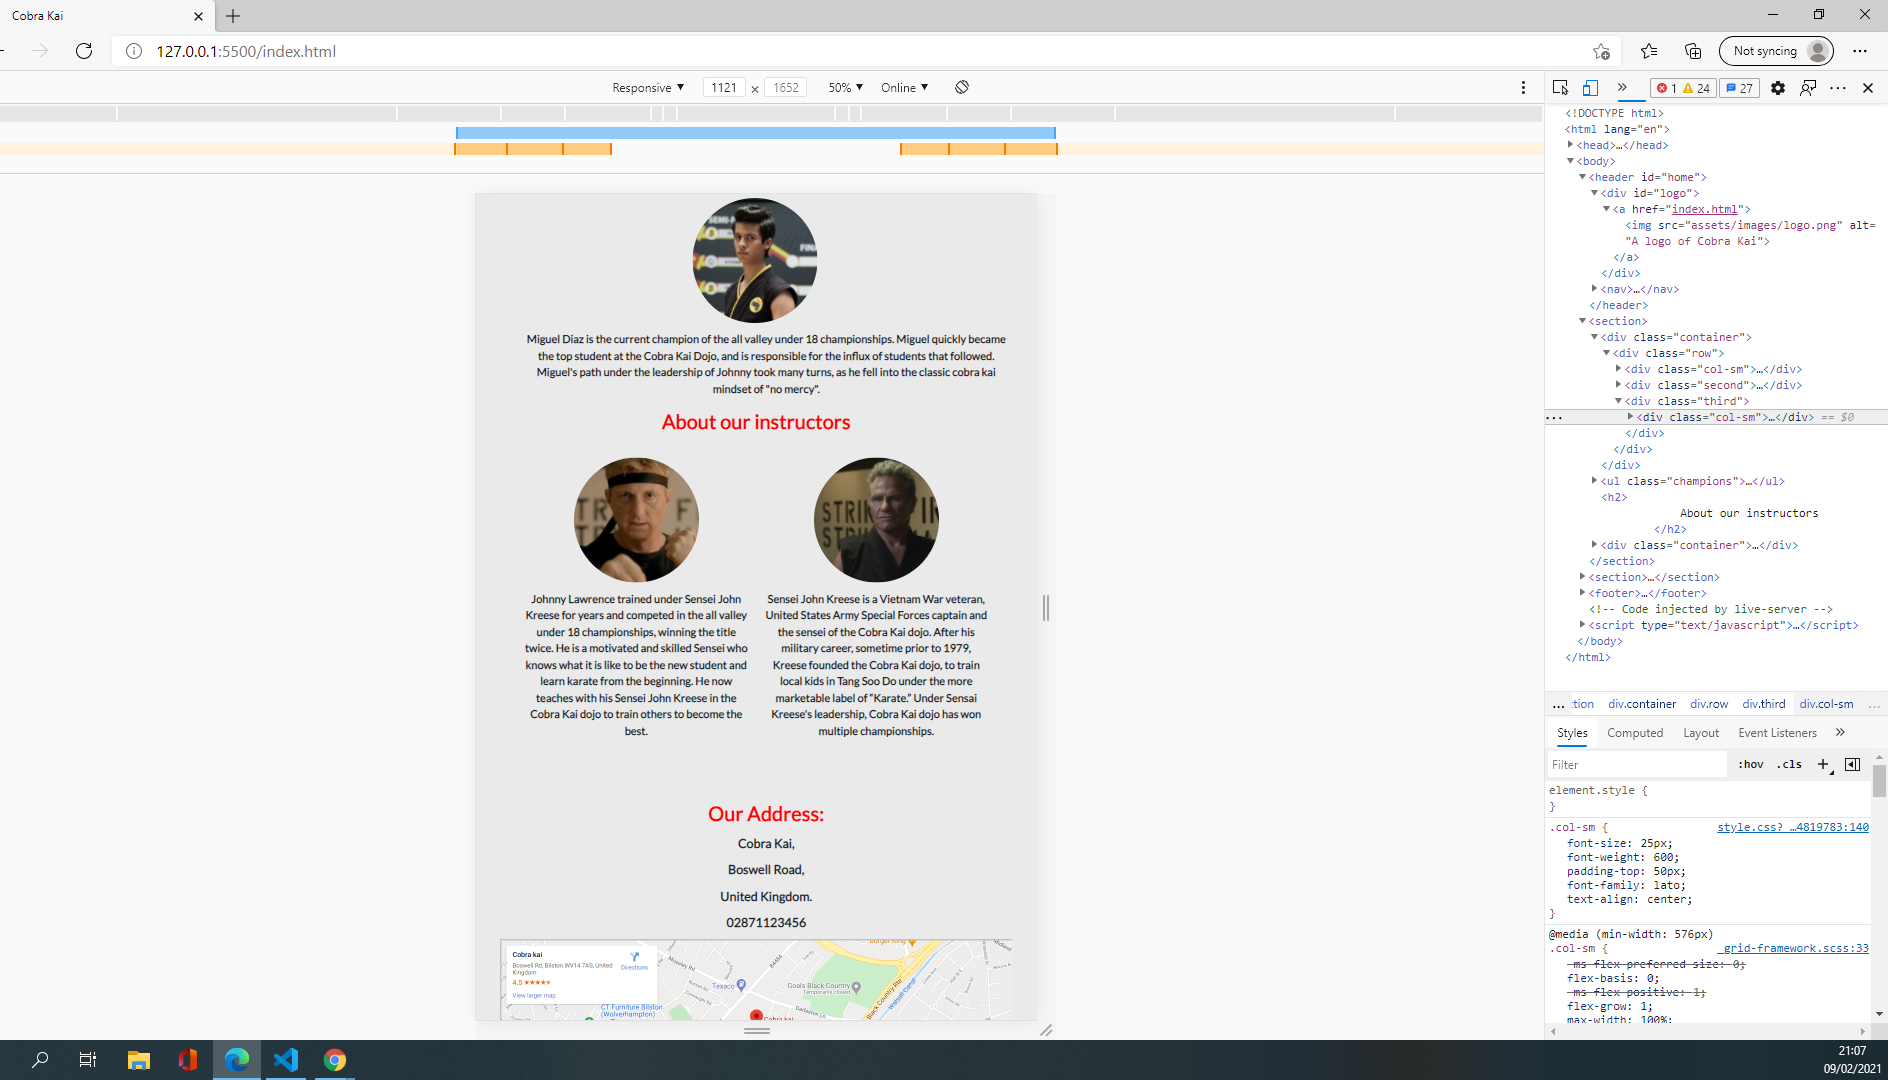 Cobra Kai
127.0.0.1:5500/index.html
Not syncing
Responsive 1121 × 1652 50% Online
1 24 27
<!DOCTYPE html>
<html lang="en">
<head>…</head>
<body>
<header id="home">
<div id="logo">
<a href="index.html">
<img src="assets/images/logo.png" alt=
"A logo of Cobra Kai">
</a>
</div>
<nav>…</nav>
</header>
<section>
<div class="container">
<div class="row">
<div class="col-sm">…</div>
<div class="second">…</div>
<div class="third">
<div class="col-sm">…</div> == $0
</div>
</div>
</div>
<ul class="champions">…</ul>
<h2>
About our instructors
</h2>
<div class="container">…</div>
</section>
<section>…</section>
<footer>…</footer>
<!-- Code injected by live-server -->
<script type="text/javascript">…</script>
</body>
</html>
... tion div.container div.row div.third div.col-sm ...
Styles Computed Layout Event Listeners
Filter :hov .cls
element.style {
}
.col-sm { style.css? …4819783:140
font-size: 25px;
font-weight: 600;
padding-top: 50px;
font-family: lato;
text-align: center;
}
@media (min-width: 576px)
.col-sm { _grid-framework.scss:33
-ms-flex-preferred-size: 0;
flex-basis: 0;
-ms-flex-positive: 1;
flex-grow: 1;
max-width: 100%;
Miguel Diaz is the current champion of the all valley under 18 championships. Miguel quickly became
the top student at the Cobra Kai Dojo, and is responsible for the influx of students that followed.
Miguel's path under the leadership of Johnny took many turns, as he fell into the classic cobra kai
mindset of "no mercy".
About our instructors
Johnny Lawrence trained under Sensei John
Kreese for years and competed in the all valley
under 18 championships, winning the title
twice. He is a motivated and skilled Sensei who
knows what it is like to be the new student and
learn karate from the beginning. He now
teaches with his Sensei John Kreese in the
Cobra Kai dojo to train others to become the
best.
Sensei John Kreese is a Vietnam War veteran,
United States Army Special Forces captain and
the sensei of the Cobra Kai dojo. After his
military career, sometime prior to 1979,
Kreese founded the Cobra Kai dojo, to train
local kids in Tang Soo Do under the more
marketable label of “Karate.” Under Sensai
Kreese's leadership, Cobra Kai dojo has won
multiple championships.
Our Address:
Cobra Kai,
Boswell Road,
United Kingdom.
02871123456
Cobra kai
Boswell Rd, Bilston WV14 7AS, United
Kingdom
4.5
View larger map
Directions
Burger King
Moseley Rd
Texaco
Goals Black Country
Temporarily closed
Black Country Rte
CT Furniture Bilston
(Wolverhampton)
Cobra kai
21:07
09/02/2021